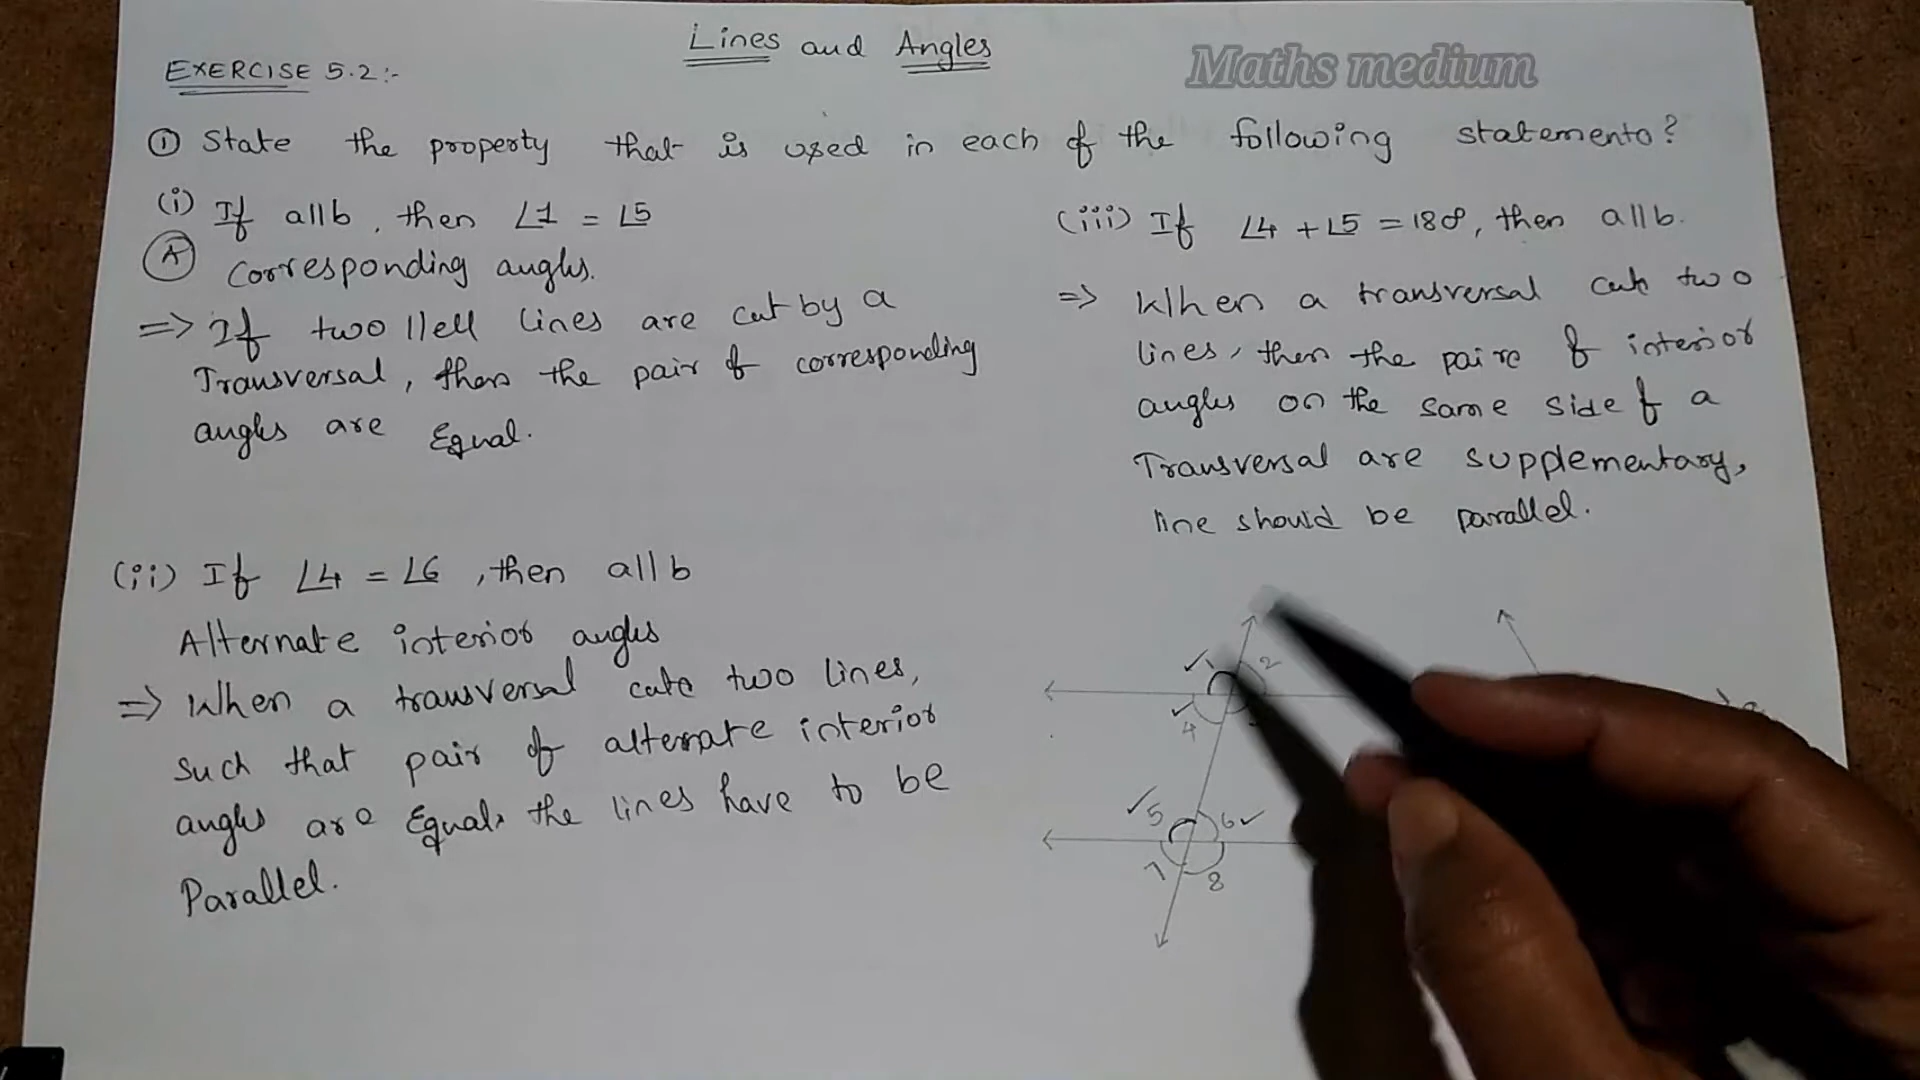 Lines and Angles
Maths medium
EXERCISE 5.2:-
① State the property that is used in each of the following statements?
(i) If a||b, then ∠1 = ∠5
Ⓐ Corresponding angles.
=> If two ||ell lines are cut by a
Transversal, then the pair of corresponding
angles are Equal.
(ii) If ∠4 = ∠6, then a||b
Alternate interior angles
=> When a transversal cuts two lines,
such that pair of alternate interior
angles are Equal, the lines have to be
Parallel.
(iii) If ∠4 + ∠5 = 180°, then a||b.
=> When a transversal cuts two
lines, then the pairs of interior
angles on the same side of a
Transversal are supplementary,
line should be parallel.
2
4
5
6
7
8